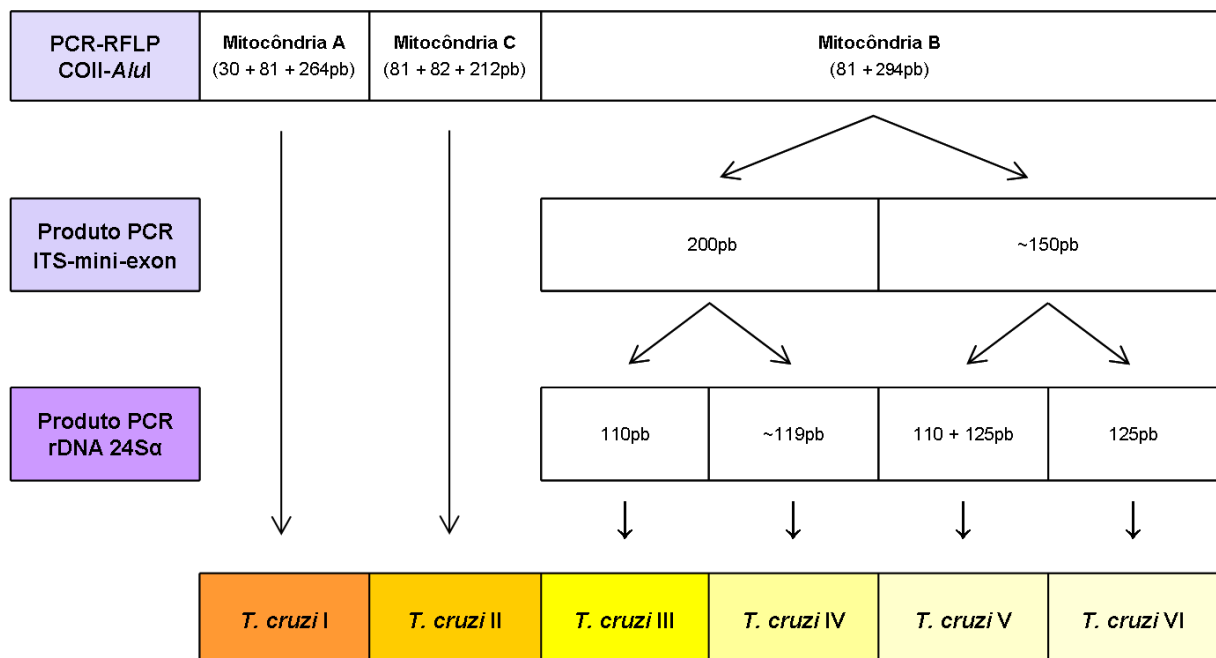 PCR-RFLP
COII-AluI
Mitocôndria A
(30 + 81 + 264pb)
Mitocôndria C
(81 + 82 + 212pb)
Mitocôndria B
(81 + 294pb)
Produto PCR
ITS-mini-exon
200pb
~150pb
Produto PCR
rDNA 24Sα
110pb
~119pb
110 + 125pb
125pb
T. cruzi I
T. cruzi II
T. cruzi III
T. cruzi IV
T. cruzi V
T. cruzi VI